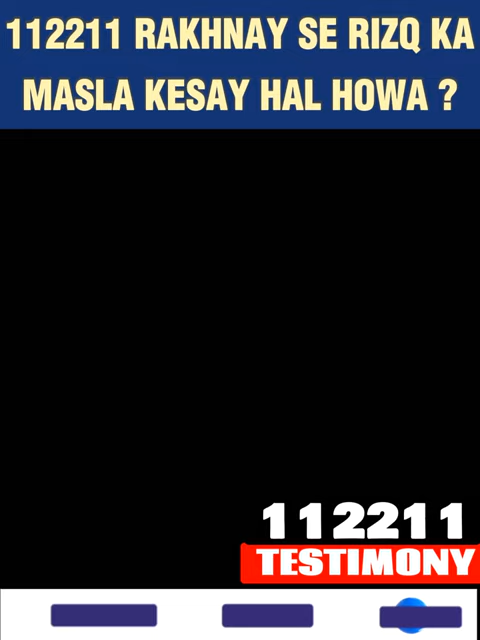 112211 RAKHNAY SE RIZQ KA
MASLA KESAY HAL HOWA ?
112211
TESTIMONY